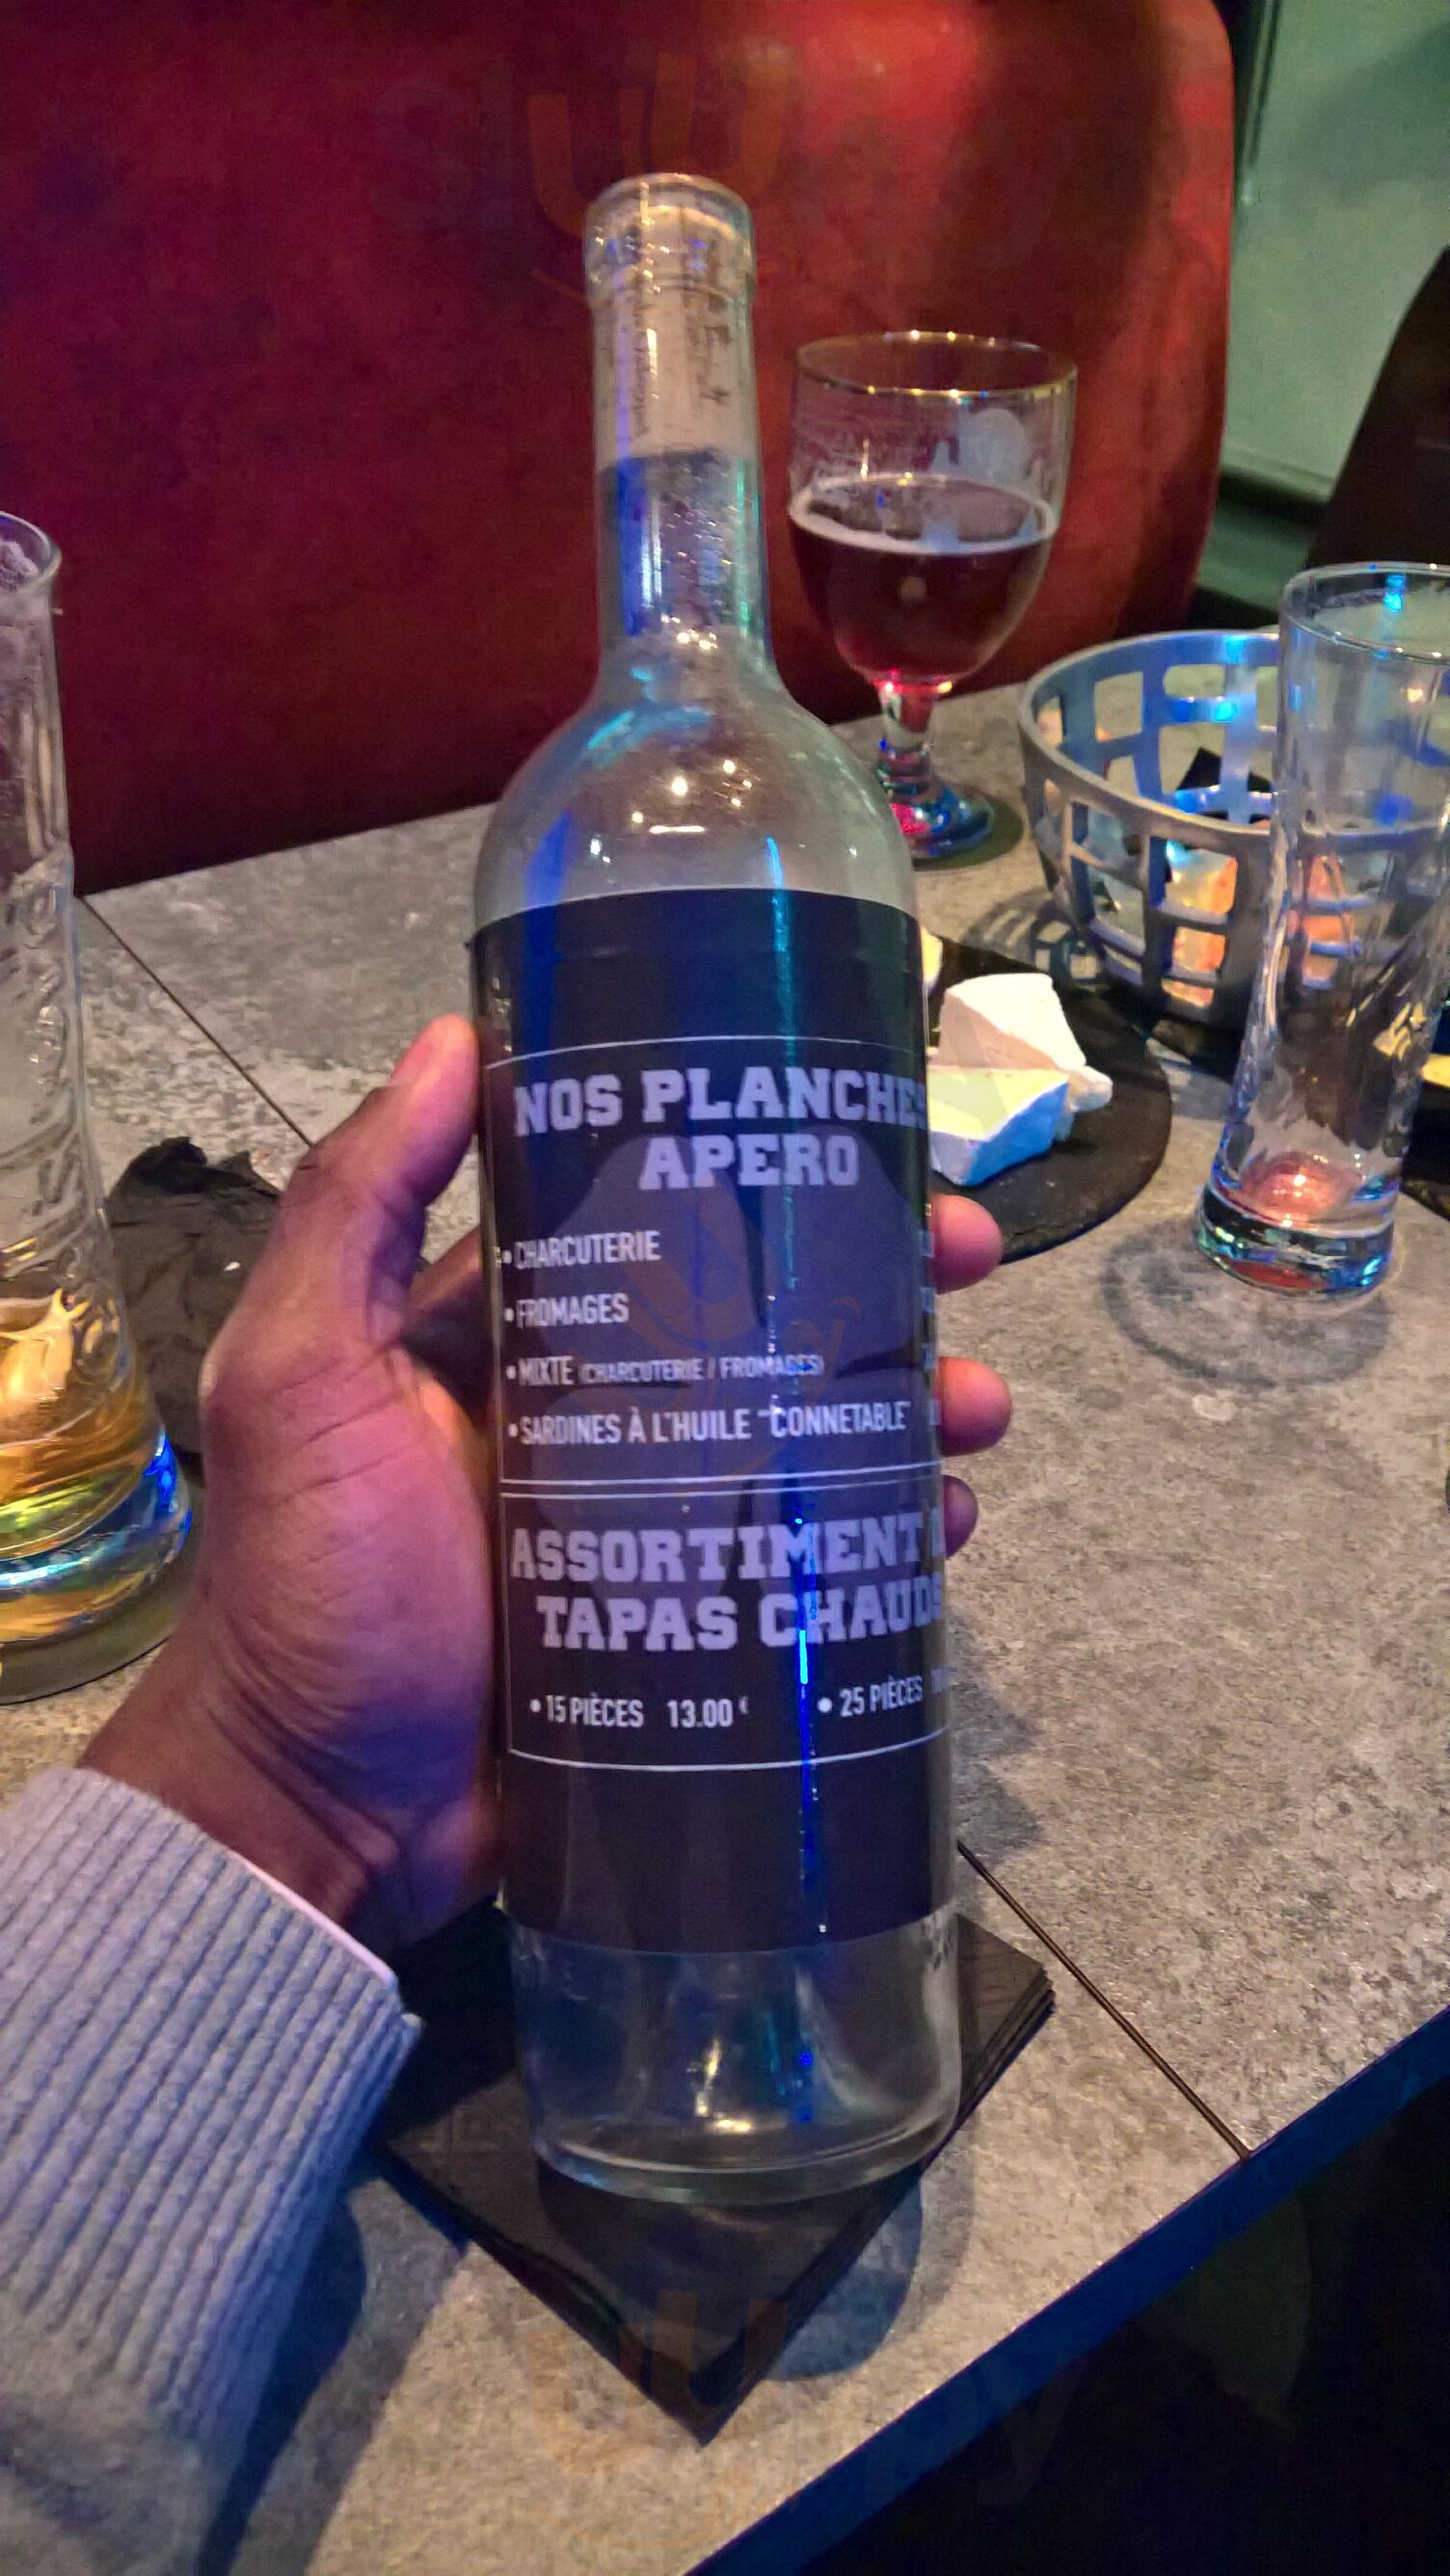 NOS PLANCHES
APERO
• CHARCUTERIE
• FROMAGES
• MIXTE (CHARCUTERIE / FROMAGES)
• SARDINES À L'HUILE "CONNETABLE"
ASSORTIMENT
TAPAS CHAUDS
• 15 PIÈCES 13.00 €
• 25 PIÈCES